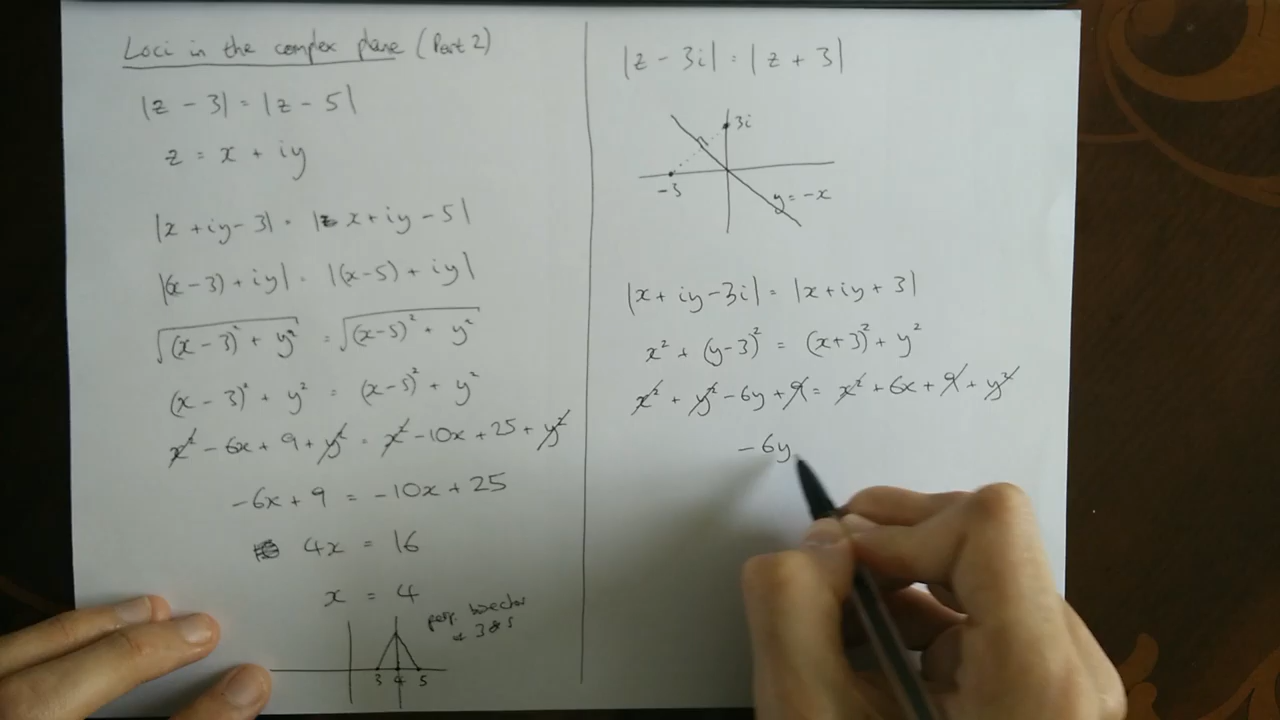 Loci in the complex plane (Part 2)
|z - 3| = |z - 5|
z = x + iy
|x + iy - 3| = |x + iy - 5|
|(x - 3) + iy| = |(x - 5) + iy|
√((x - 3)² + y²) = √((x - 5)² + y²)
(x - 3)² + y² = (x - 5)² + y²
x² - 6x + 9 + y² = x² - 10x + 25 + y²
-6x + 9 = -10x + 25
4x = 16
x = 4
perp. bisector
of 3 & 5
3 4 5
|z - 3i| = |z + 3|
3i
-3
y = -x
|x + iy - 3i| = |x + iy + 3|
x² + (y - 3)² = (x + 3)² + y²
x² + y² - 6y + 9 = x² + 6x + 9 + y²
-6y